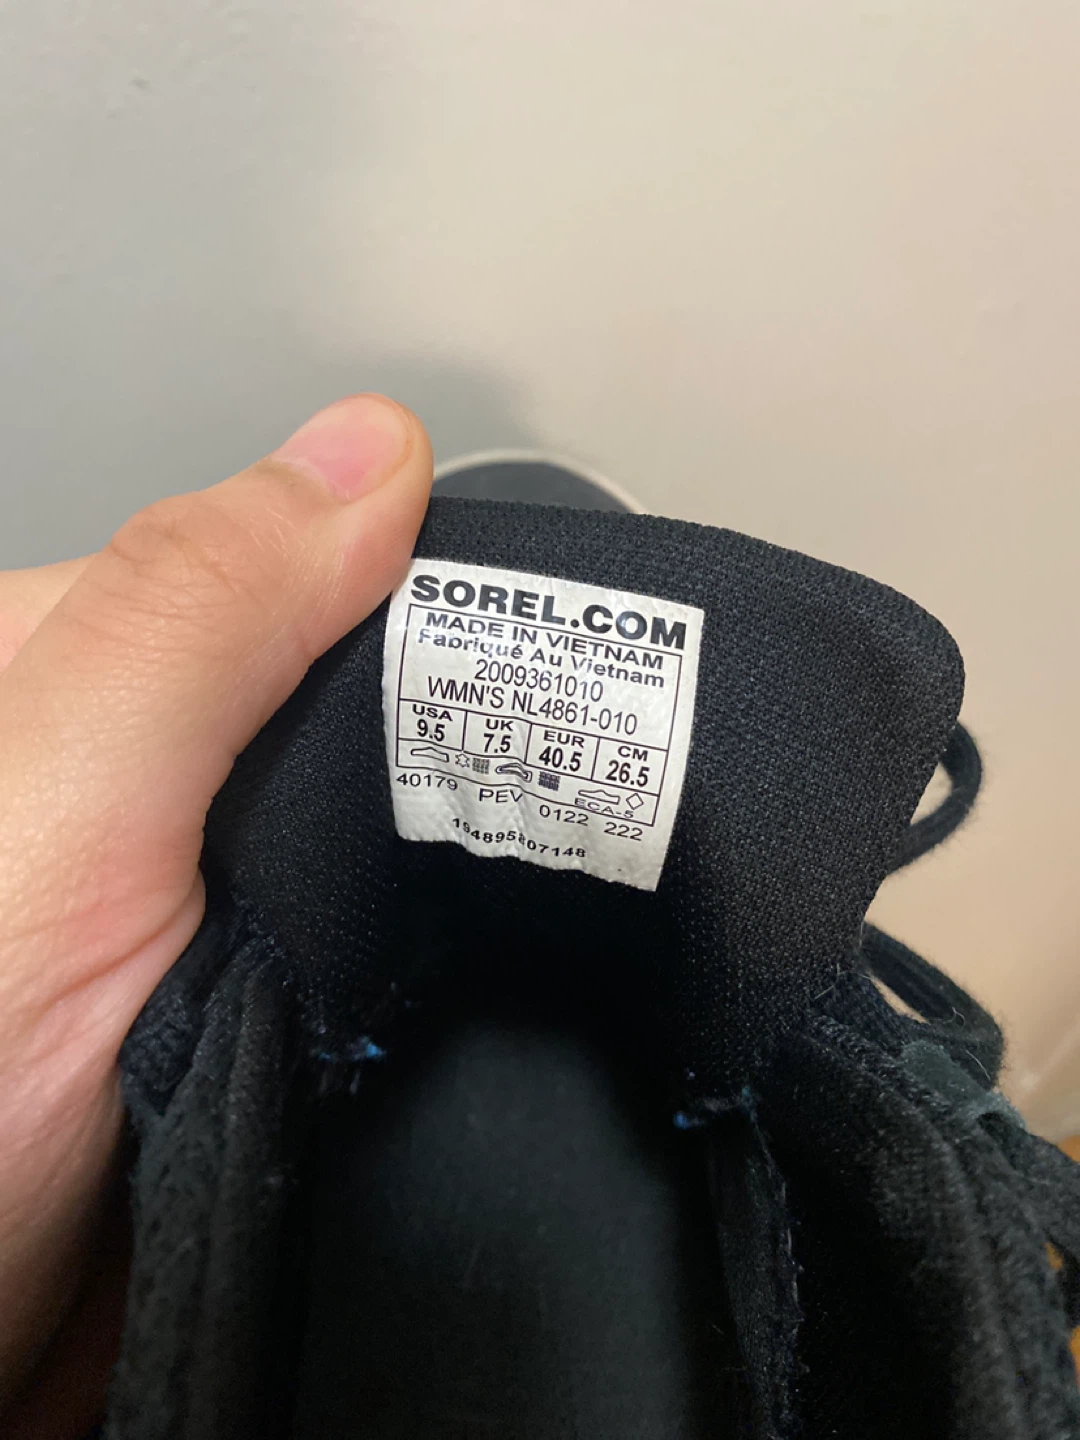 SOREL.COM
MADE IN VIETNAM
Fabriqué Au Vietnam
2009361010
WMN'S NL4861-010
USA UK EUR CM
9.5 7.5 40.5 26.5
ECA-5
40179 PEV 0122 222